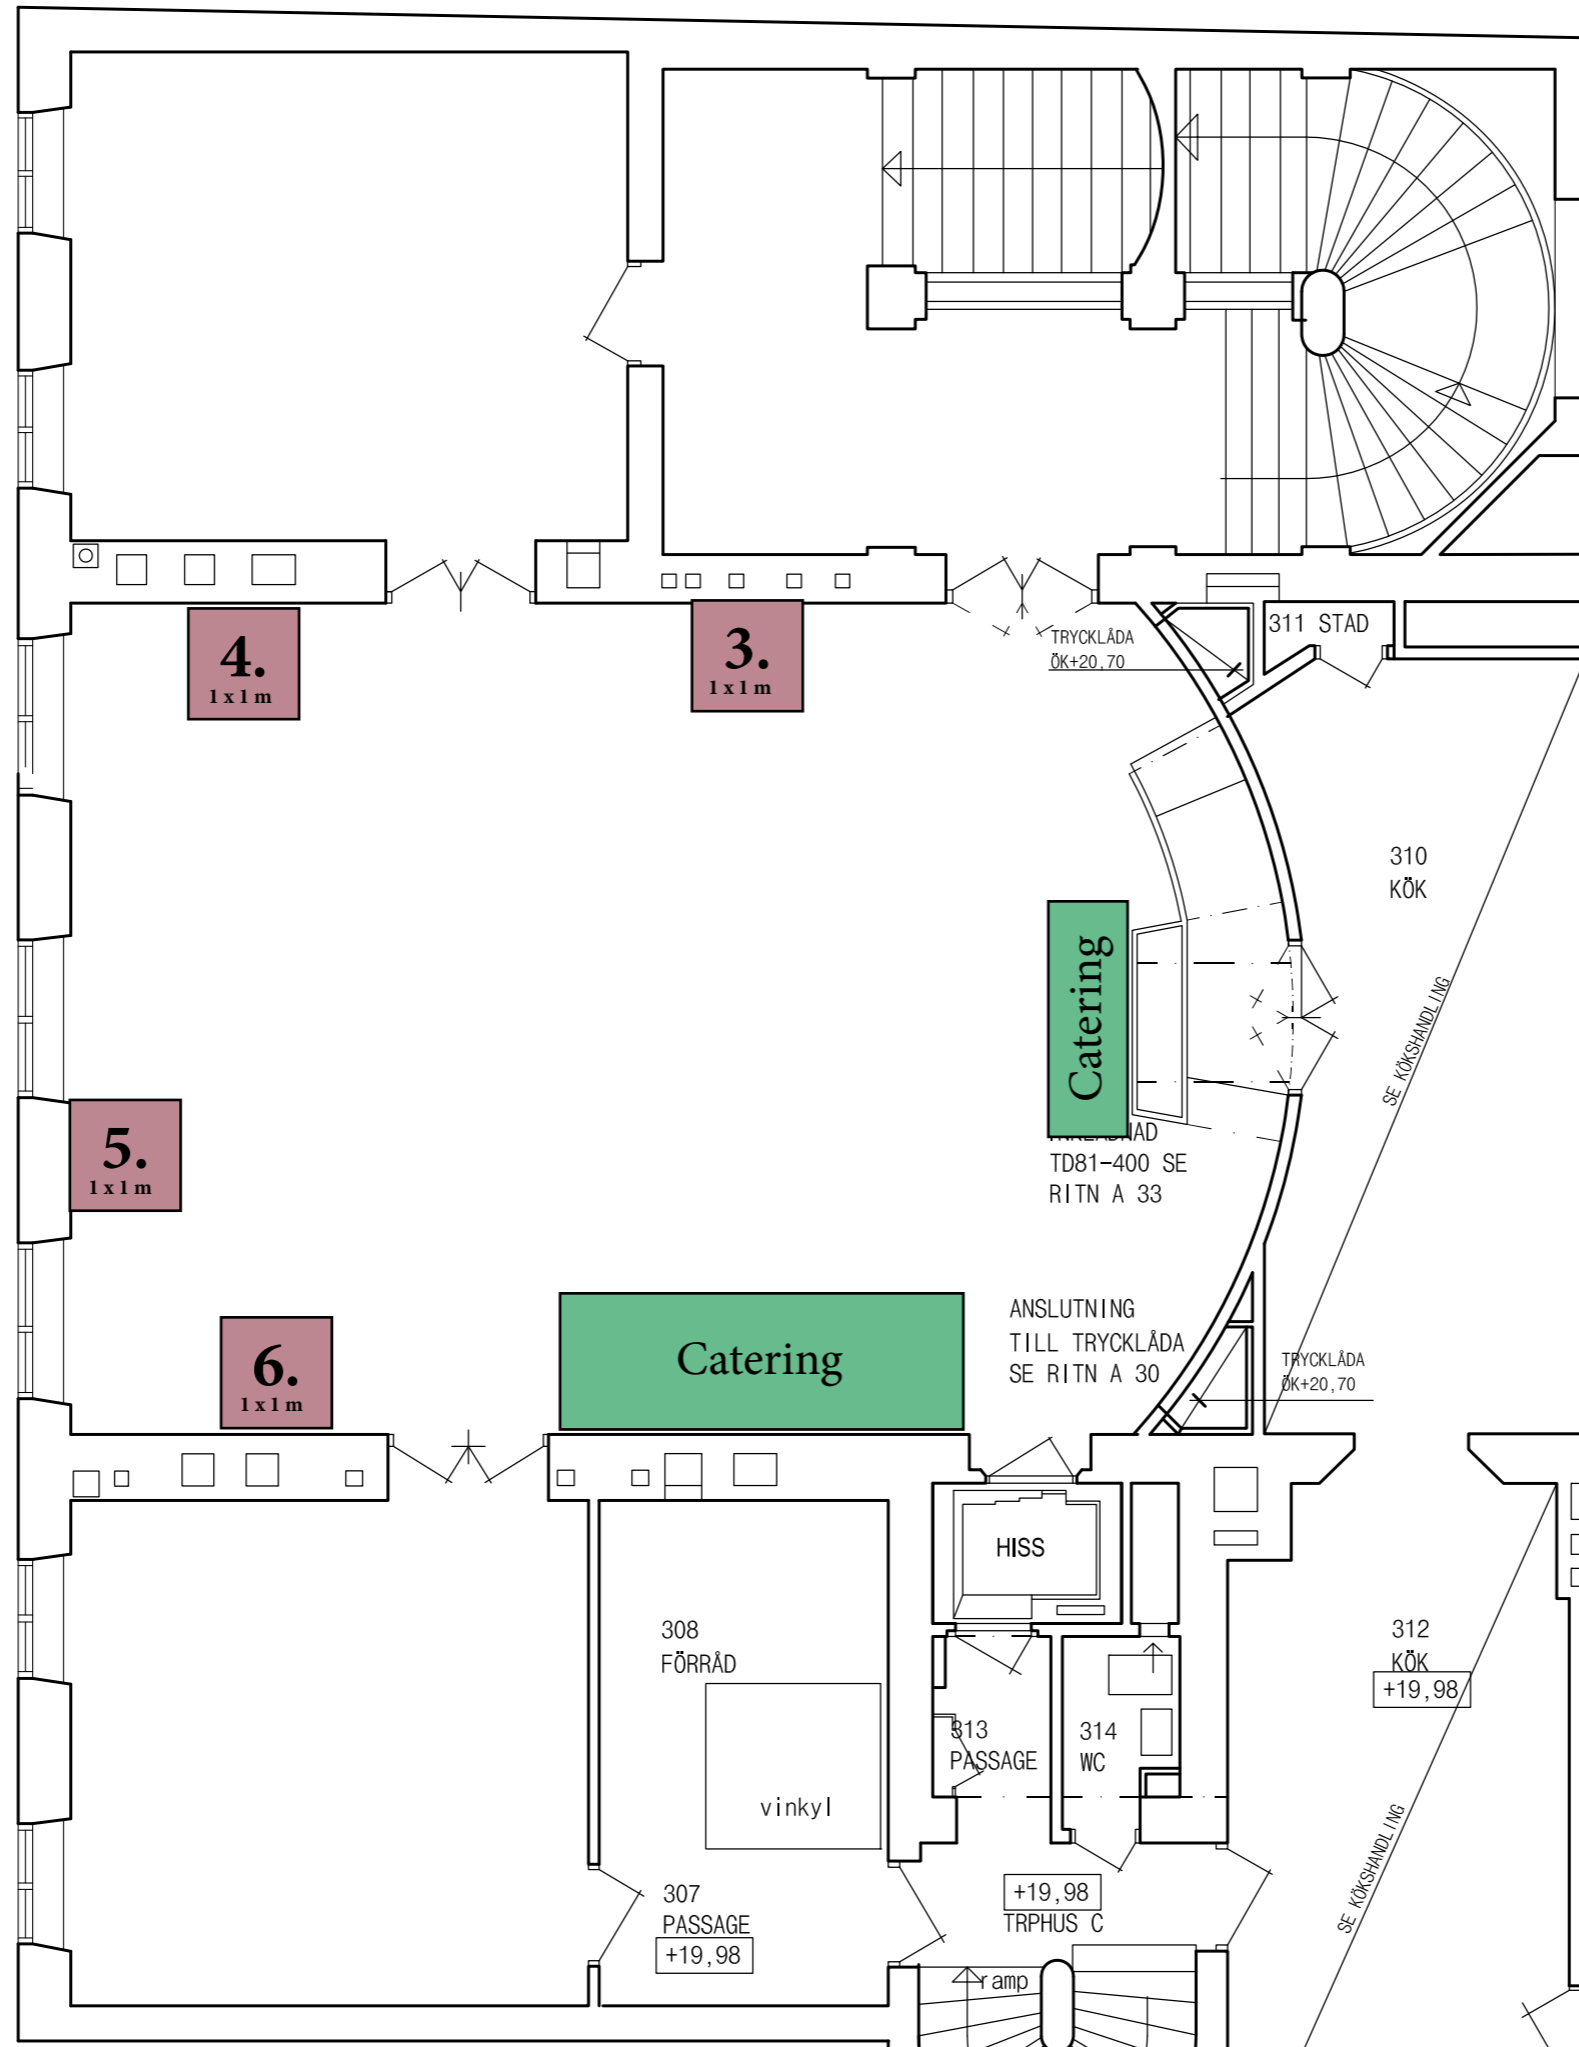 4.
1 x 1 m
3.
1 x 1 m
TRYCKLÅDA
ÖK+20,70
311 STAD
310
KÖK
Catering
SE KÖKSHANDLING
TD81-400 SE
RITN A 33
5.
1 x 1 m
6.
1 x 1 m
Catering
ANSLUTNING
TILL TRYCKLÅDA
SE RITN A 30
TRYCKLÅDA
ÖK+20,70
HISS
308
FÖRRÅD
vinkyl
313
PASSAGE
314
WC
312
KÖK
+19,98
SE KÖKSHANDLING
307
PASSAGE
+19,98
+19,98
TRPHUS C
ramp